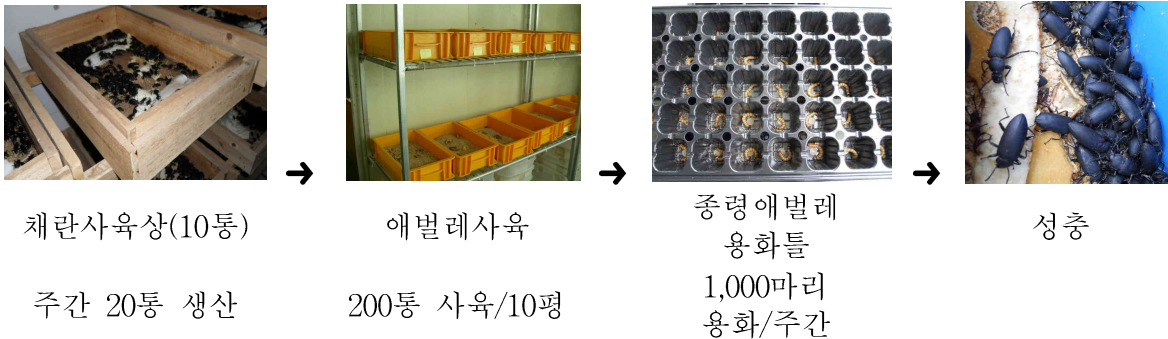 채란사육상(10통)
주간 20통 생산
애벌레사육
200통 사육/10평
종령애벌레
용화틀
1,000마리
용화/주간
성충